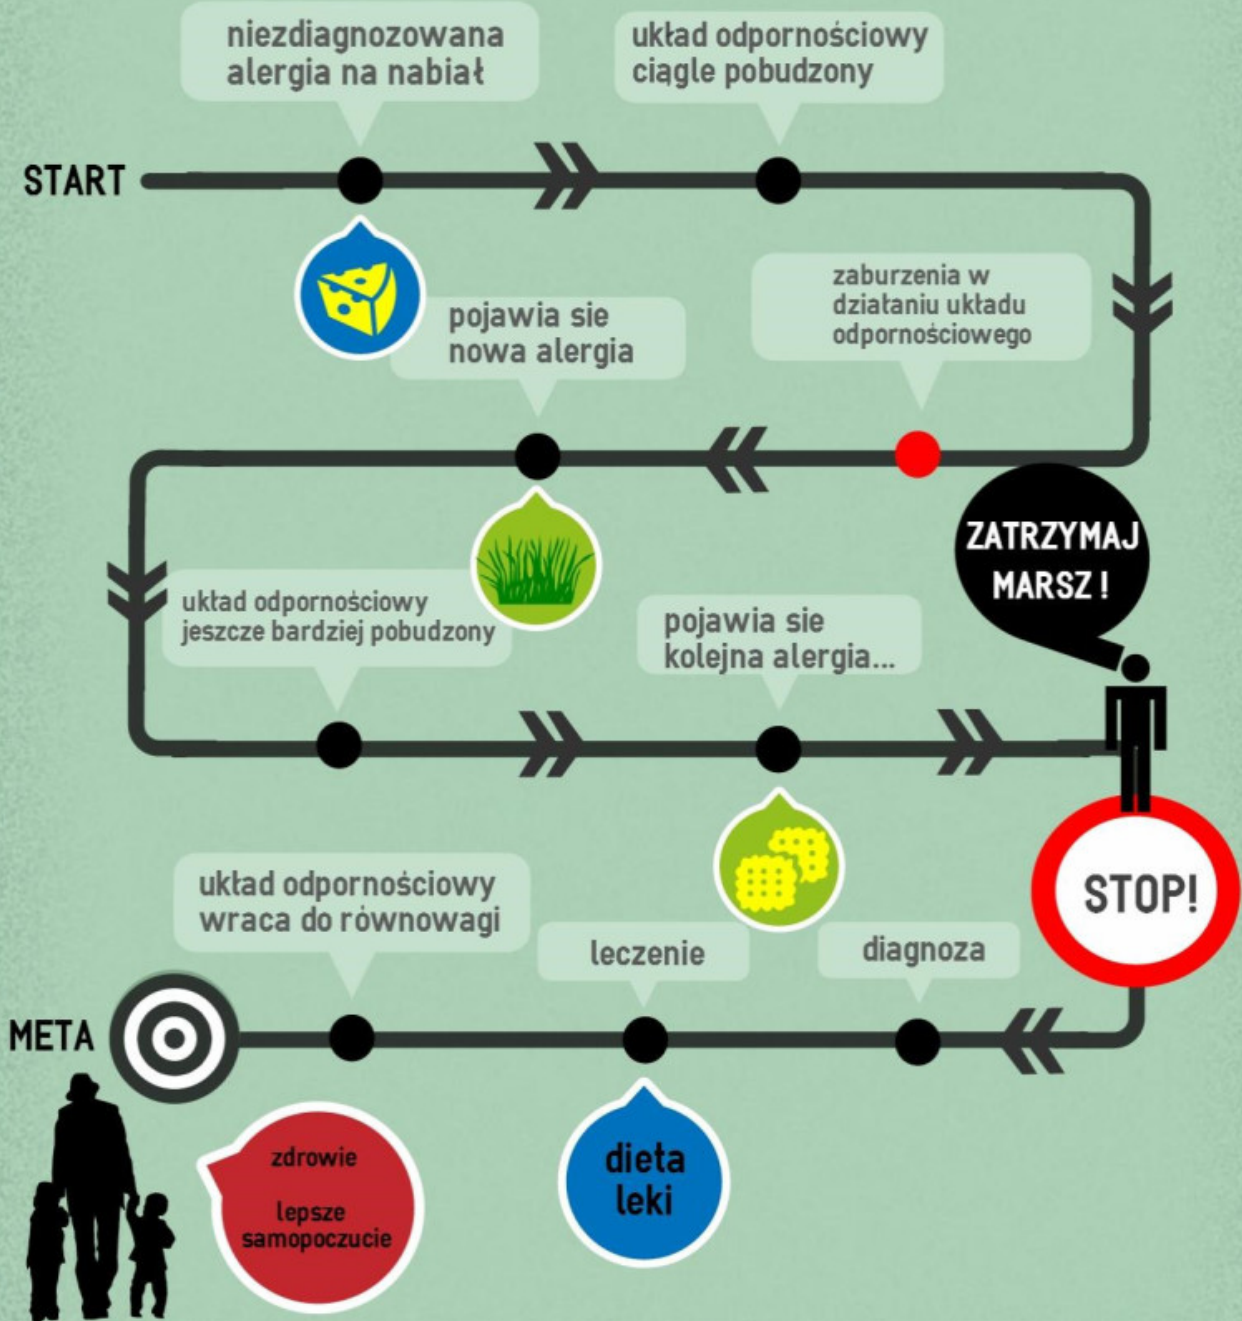 niezdiagnozowana
alergia na nabiał
układ odpornościowy
ciągle pobudzony
START
zaburzenia w
działaniu układu
odpornościowego
pojawia sie
nowa alergia
ZATRZYMAJ
MARSZ !
układ odpornościowy
jeszcze bardziej pobudzony
pojawia sie
kolejna alergia...
STOP!
układ odpornościowy
wraca do równowagi
leczenie
diagnoza
META
dieta
leki
zdrowie
lepsze
samopoczucie